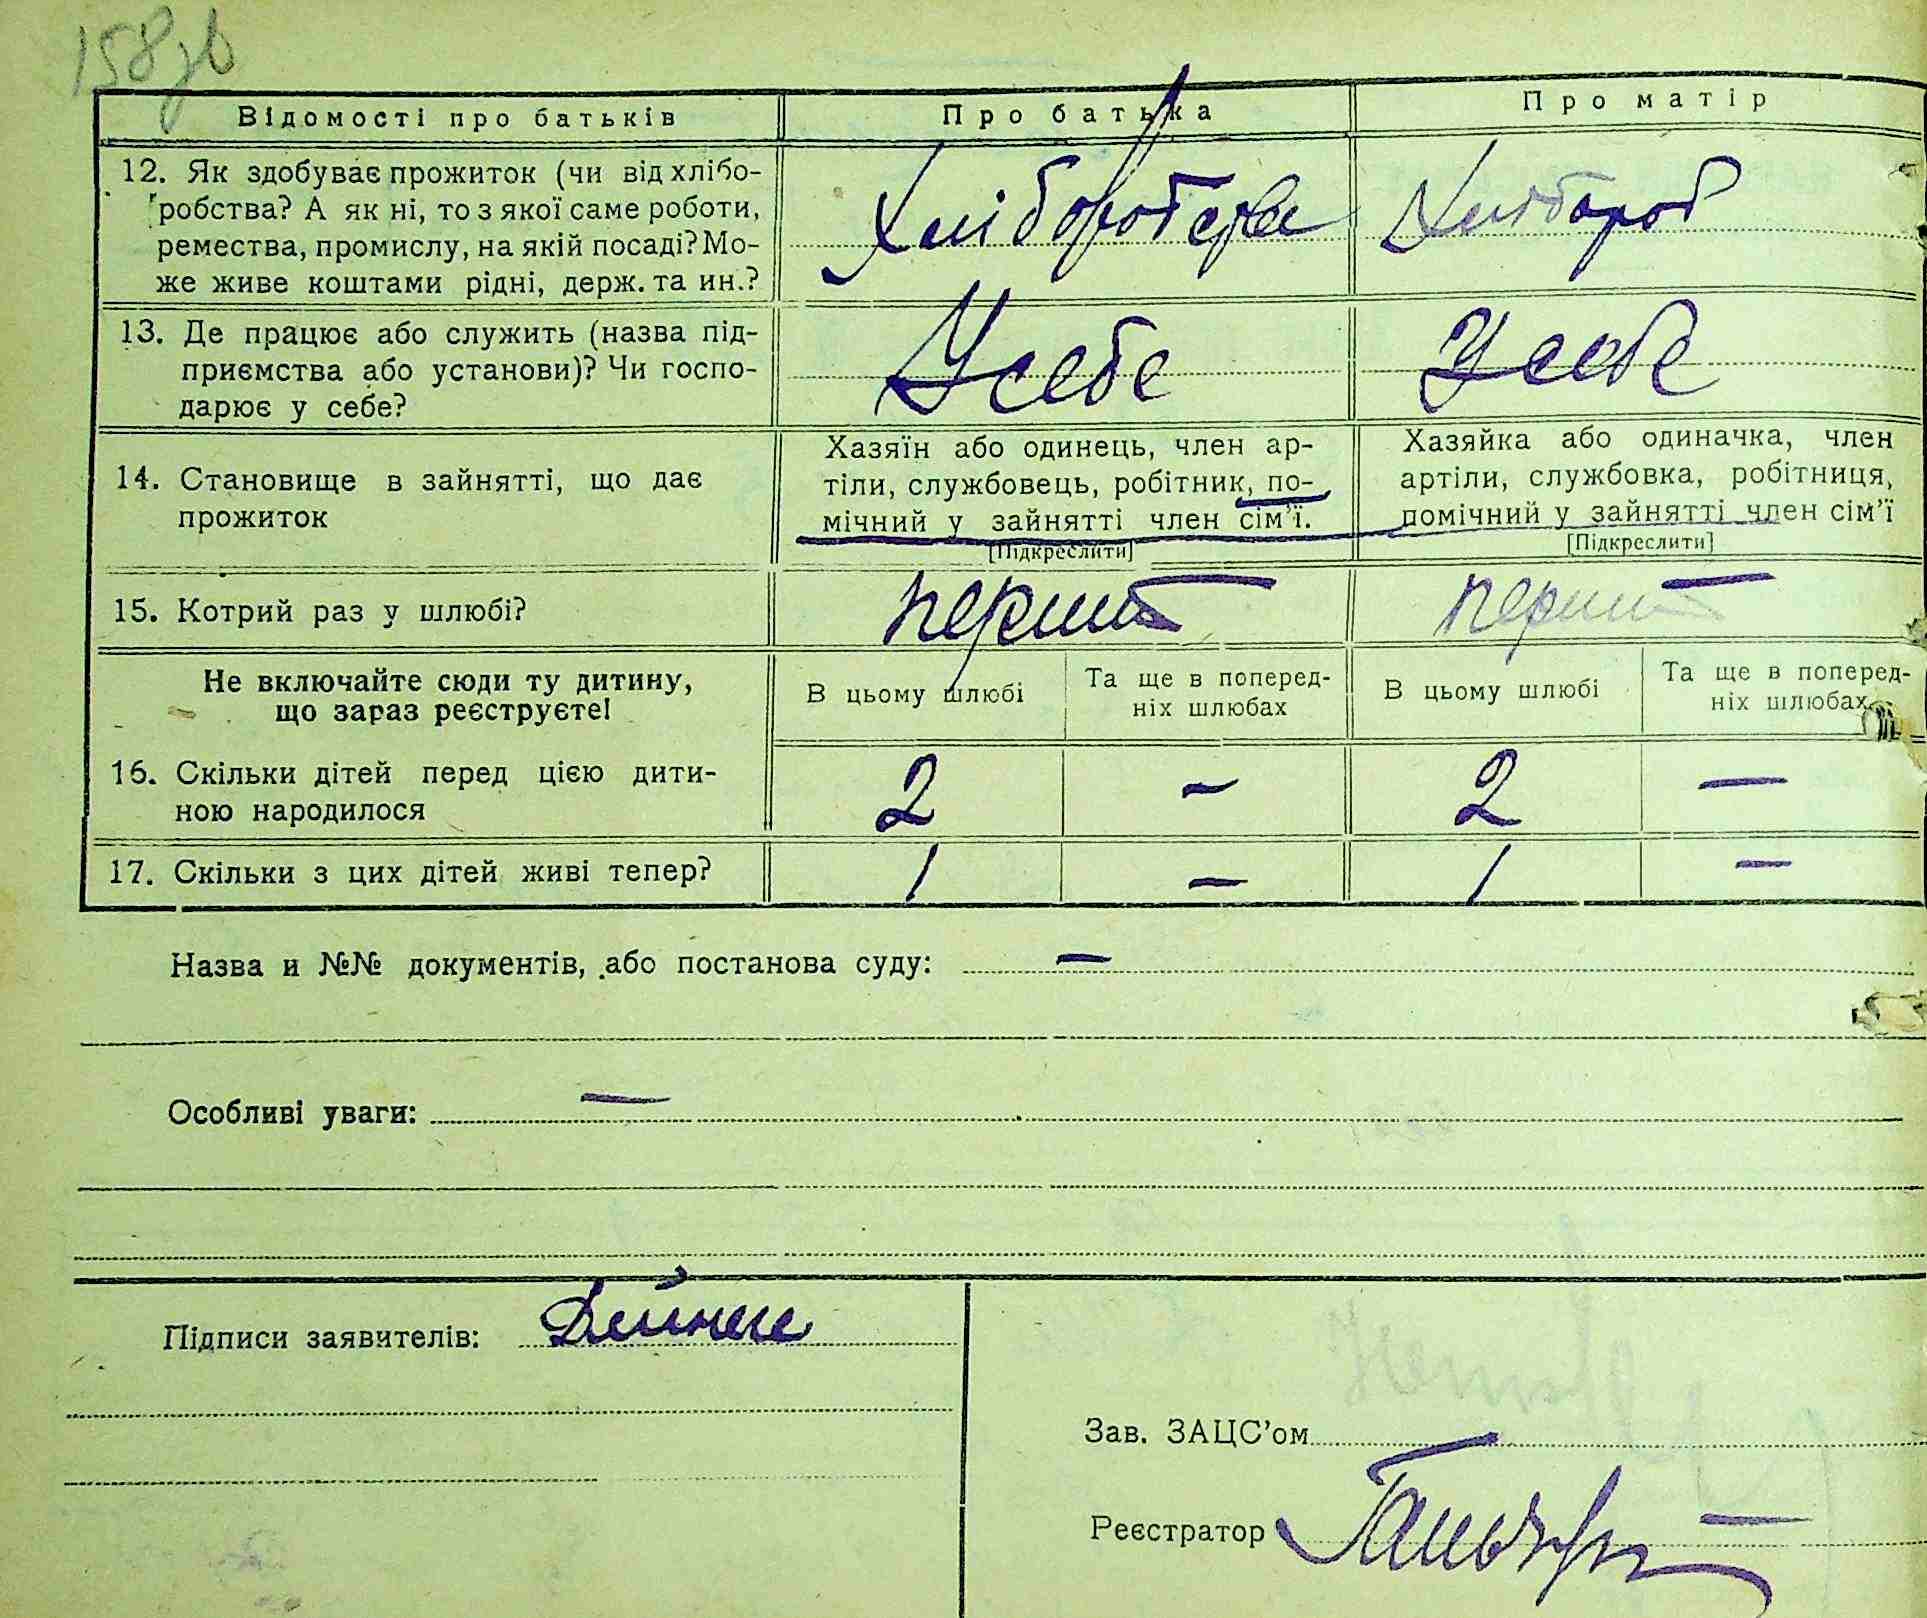 158зв
Відомості про батьків
Про батька
Про матір
12. Як здобуває прожиток (чи від хлібо-
робства? А як ні, то з якої саме роботи,
ремества, промислу, на якій посаді? Мо-
же живе коштами рідні, держ. та ин.?
Хліборобства
Хлібороб
13. Де працює або служить (назва під-
приємства або установи)? Чи госпо-
дарює у себе?
У себе
У себе
14. Становище в зайнятті, що дає
прожиток
Хазяїн або одинець, член ар-
тіли, службовець, робітник, по-
мічний у зайнятті член сім'ї.
[Підкреслити]
Хазяйка або одиначка, член
артіли, службовка, робітниця,
помічний у зайнятті член сім'ї
[Підкреслити]
15. Котрий раз у шлюбі?
перший
перший
Не включайте сюди ту дитину,
що зараз реєструєте!
В цьому шлюбі
Та ще в поперед-
ніх шлюбах
В цьому шлюбі
Та ще в поперед-
ніх шлюбах
16. Скільки дітей перед цією дити-
ною народилося
2
—
2
—
17. Скільки з цих дітей живі тепер?
1
—
1
—
Назва и №№ документів, або постанова суду: —
Особливі уваги: —
Підписи заявителів:
Зав. ЗАЦС'ом
Реєстратор